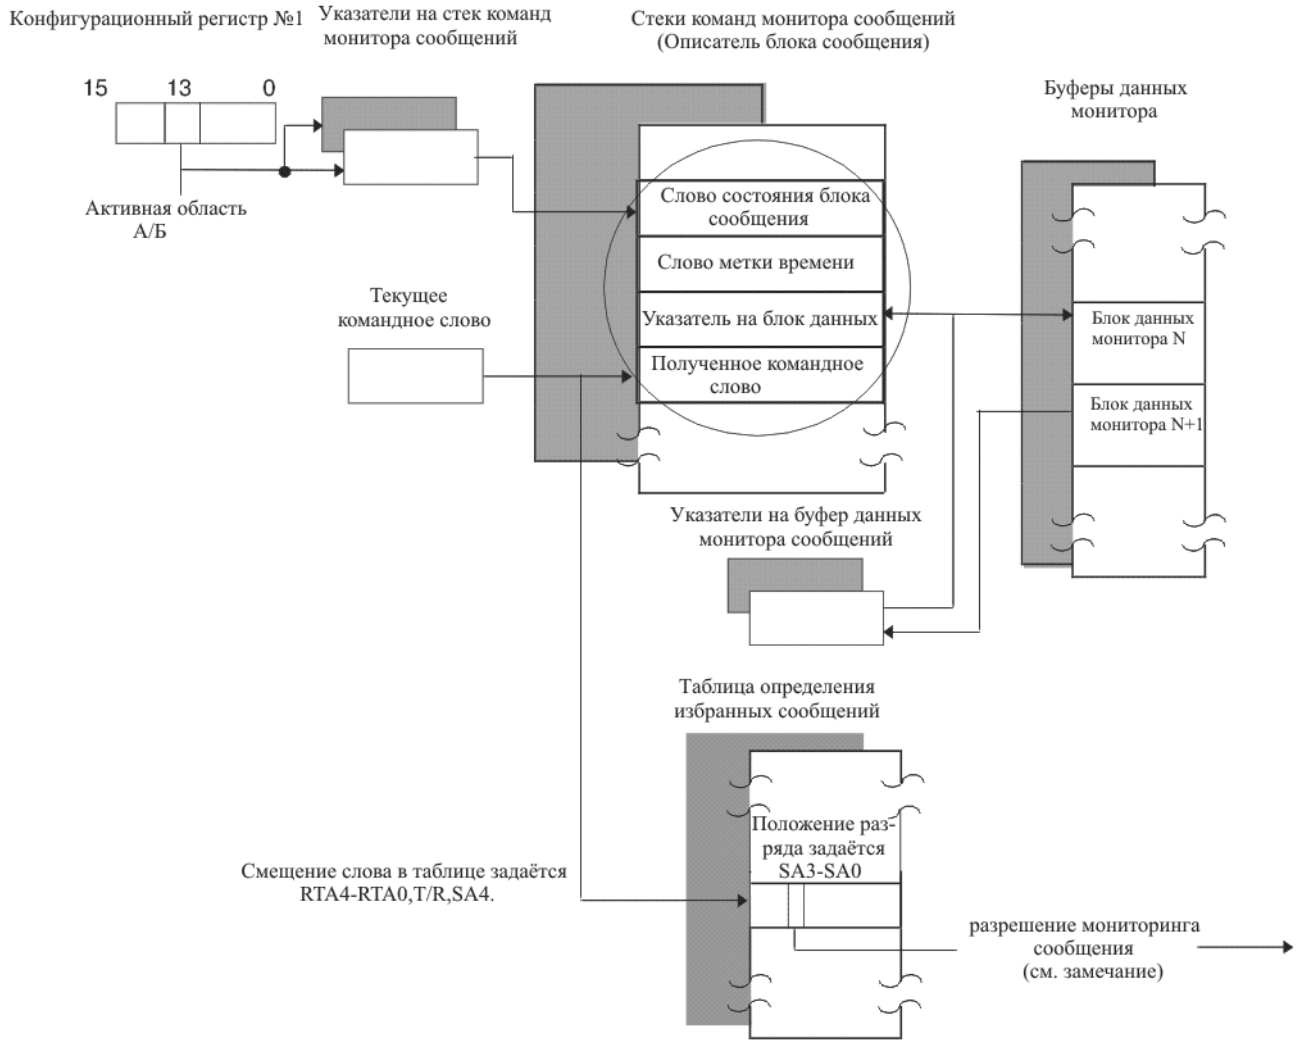 Конфигурационный регистр №1
Указатели на стек команд
монитора сообщений
Стеки команд монитора сообщений
(Описатель блока сообщения)
15
13
0
Буферы данных
монитора
Активная область
А/Б
Слово состояния блока
сообщения
Слово метки времени
Указатель на блок данных
Полученное командное
слово
Текущее
командное слово
Блок данных
монитора N
Блок данных
монитора N+1
Указатели на буфер данных
монитора сообщений
Таблица определения
избранных сообщений
Положение раз-
ряда задаётся
SA3-SA0
Смещение слова в таблице задаётся
RTA4-RTA0,T/R,SA4.
разрешение мониторинга
сообщения
(см. замечание)